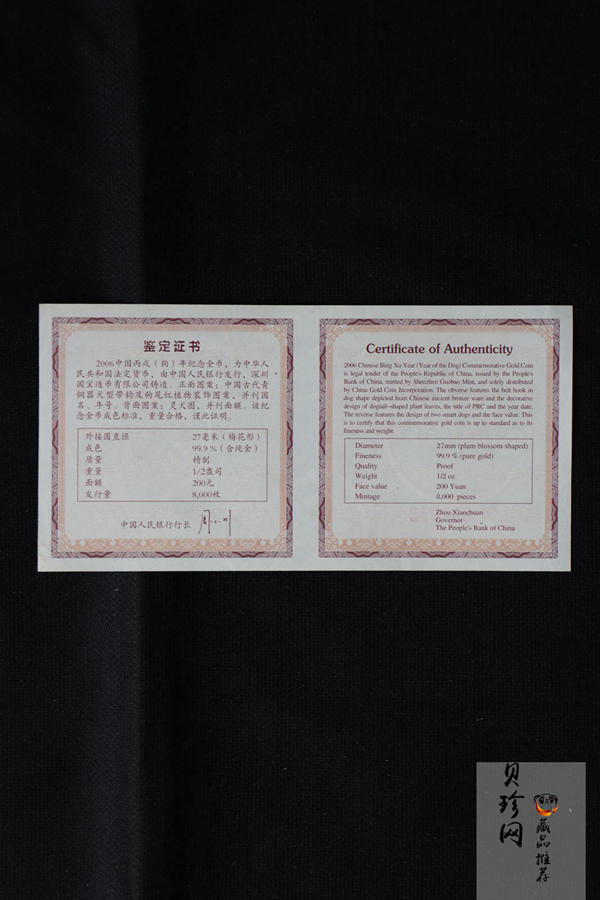 鉴定证书
2006中国丙戌（狗）年纪念金币，为中华人
民共和国法定货币，由中国人民银行发行，深圳
国宝造币有限公司铸造。正面图案：中国古代青
铜器犬型带钩及狗尾红植物装饰图案，并刊国
名、年号。背面图案：灵犬图，并刊面额。该纪
念金币成色标准，重量合格，谨此证明。
外接圆直径 27毫米（梅花形）
成色 99.9％（含纯金）
质量 精制
重量 1/2盎司
面额 200元
发行量 8,000枚
中国人民银行行长
Certificate of Authenticity
2006 Chinese Bing Xu Year (Year of the Dog) Commemorative Gold Coin
is legal tender of the People's Republic of China, issued by the People's
Bank of China, minted by Shenzhen Guobao Mint, and solely distributed
by China Gold Coin Incorporation. The obverse features the belt hook in
dog shape depicted from Chinese ancient bronze ware and the decorative
design of dogtail-shaped plant leaves, the title of PRC and the year date.
The reverse features the design of two smart dogs and the face value. This
is to certify that this commemorative gold coin is up to standard as to its
fineness and weight.
Diameter 27mm (plum blossom shaped)
Fineness 99.9 % (pure gold)
Quality Proof
Weight 1/2 oz
Face value 200 Yuan
Mintage 8,000 pieces
Zhou Xiaochuan
Governor
The People's Bank of China
贝珍网
藏品推荐